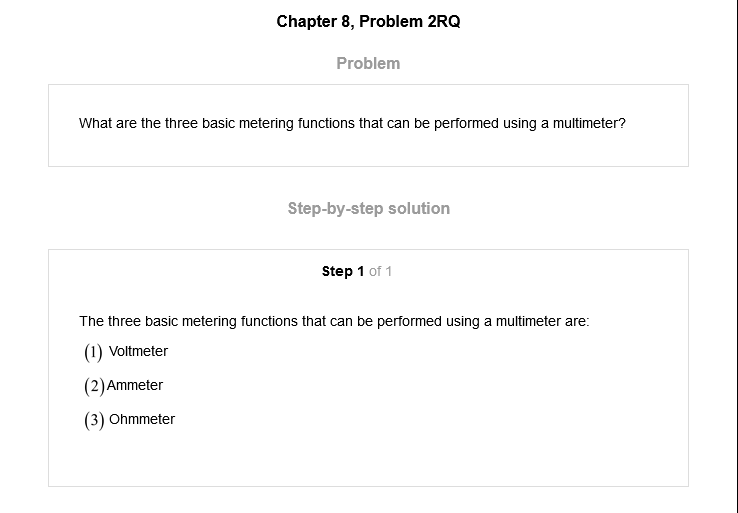 Chapter 8, Problem 2RQ
Problem
What are the three basic metering functions that can be performed using a multimeter?
Step-by-step solution
Step 1 of 1
The three basic metering functions that can be performed using a multimeter are:
(1) Voltmeter
(2)Ammeter
(3) Ohmmeter